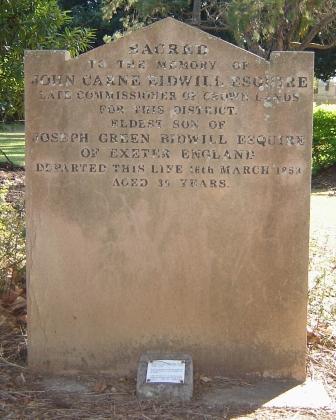 SACRED
TO THE MEMORY OF
JOHN CARNE BIDWILL ESQUIRE
LATE COMMISSIONER OF CROWN LANDS
FOR THIS DISTRICT.
ELDEST SON OF
JOSEPH GREEN BIDWILL ESQUIRE
OF EXETER ENGLAND
DEPARTED THIS LIFE 16th MARCH 1853
AGED 38 YEARS.